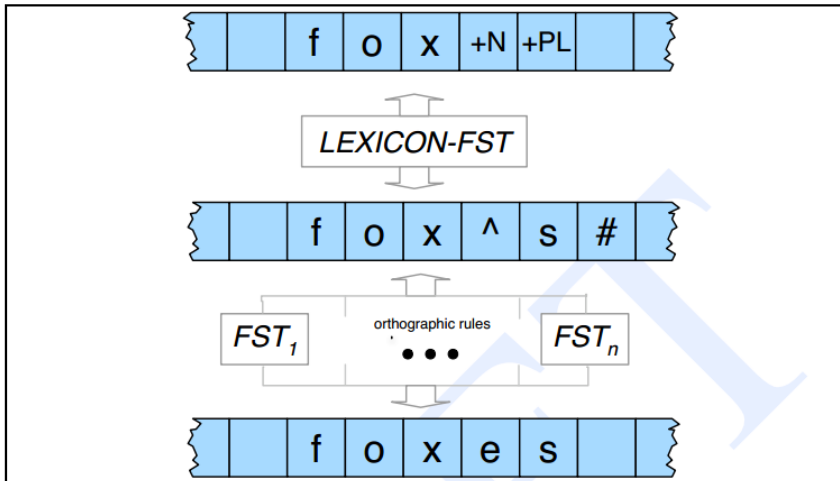 f o x +N +PL
LEXICON-FST
f o x ^ s #
orthographic rules
FST1 ••• FSTn
f o x e s